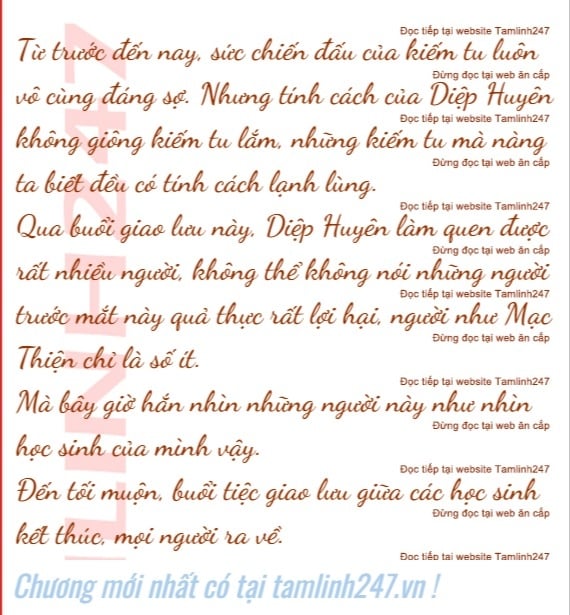 Đọc tiếp tại website Tamlinh247
Từ trước đến nay, sức chiến đấu của kiếm tu luôn
Đừng đọc tại web ăn cắp
vô cùng đáng sợ. Nhưng tính cách của Diệp Huyên
Đọc tiếp tại website Tamlinh247
không giông kiếm tu lắm, những kiếm tu mà nàng
Đừng đọc tại web ăn cắp
ta biết đều có tính cách lạnh lùng.
Đọc tiếp tại website Tamlinh247
Qua buổi giao lưu này, Diệp Huyên làm quen được
Đừng đọc tại web ăn cắp
rất nhiều người, không thể không nói những người
Đọc tiếp tại website Tamlinh247
trước mắt này quả thực rất lợi hại, người như Mạc
Đừng đọc tại web ăn cắp
Thiện chỉ là số ít.
Đọc tiếp tại website Tamlinh247
Mà bây giờ hắn nhìn những người này như nhìn
Đừng đọc tại web ăn cắp
học sinh của mình vậy.
Đọc tiếp tại website Tamlinh247
Đến tối muộn, buổi tiệc giao lưu giữa các học sinh
Đừng đọc tại web ăn cắp
kết thúc, mọi người ra về.
Đọc tiếp tại website Tamlinh247
Chương mới nhất có tại tamlinh247.vn !
LINH247